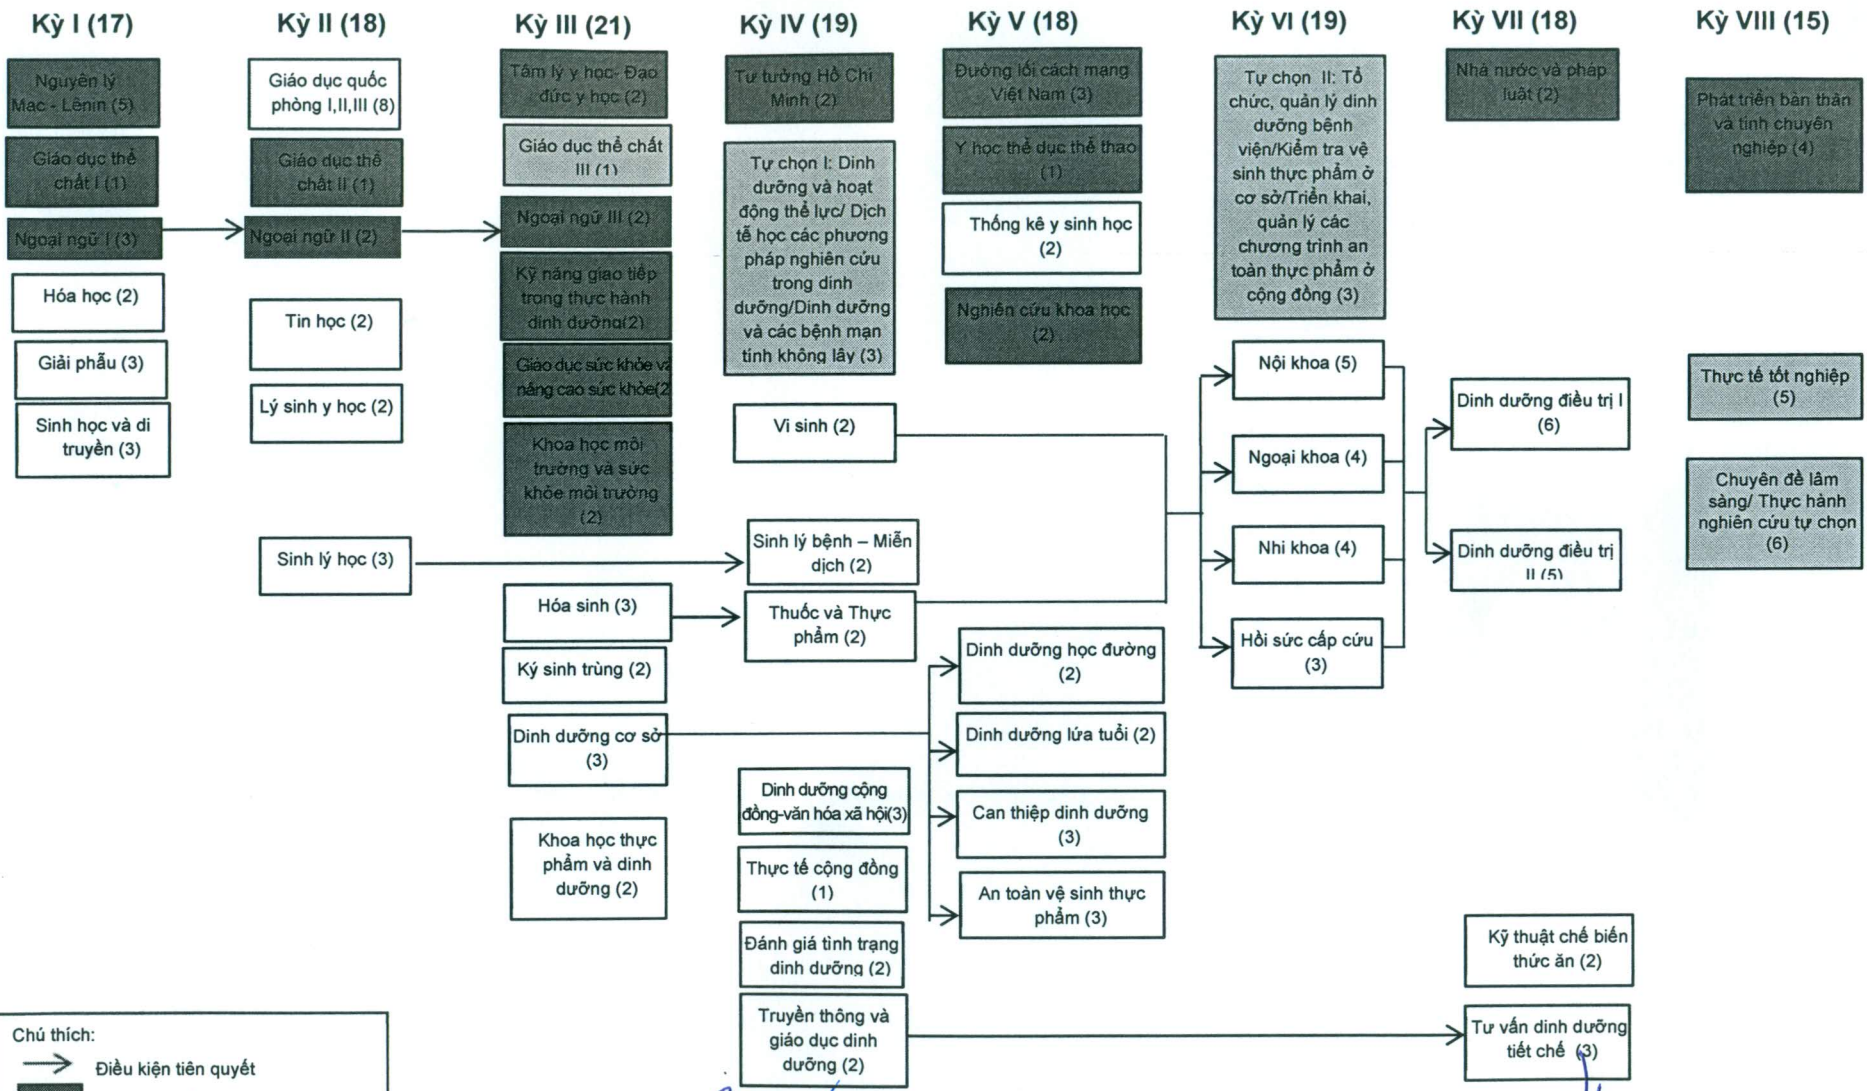 Kỳ I (17)
Nguyên lý
Mac - Lênin (5)
Giáo dục thể
chất I (1)
Ngoại ngữ I (3)
Hóa học (2)
Giải phẫu (3)
Sinh học và di
truyền (3)
Kỳ II (18)
Giáo dục quốc
phòng I,II,III (8)
Giáo dục thể
chất II (1)
Ngoại ngữ II (2)
Tin học (2)
Lý sinh y học (2)
Sinh lý học (3)
Kỳ III (21)
Tâm lý y học- Đạo
đức y học (2)
Giáo dục thể chất
III (1)
Ngoại ngữ III (2)
Kỹ năng giao tiếp
trong thực hành
dinh dưỡng(2)
Giáo dục sức khỏe và
nâng cao sức khỏe(2
Khoa học môi
trường và sức
khỏe môi trường
(2)
Hóa sinh (3)
Ký sinh trùng (2)
Dinh dưỡng cơ sở
(3)
Khoa học thực
phẩm và dinh
dưỡng (2)
Kỳ IV (19)
Tư tưởng Hồ Chí
Minh (2)
Tự chọn I: Dinh
dưỡng và hoạt
động thể lực/ Dịch
tễ học các phương
pháp nghiên cứu
trong dinh
dưỡng/Dinh dưỡng
và các bệnh mạn
tính không lây (3)
Vi sinh (2)
Sinh lý bệnh – Miễn
dịch (2)
Thuốc và Thực
phẩm (2)
Dinh dưỡng cộng
đồng-văn hóa xã hội(3)
Thực tế cộng đồng
(1)
Đánh giá tình trạng
dinh dưỡng (2)
Truyền thông và
giáo dục dinh
dưỡng (2)
Kỳ V (18)
Đường lối cách mạng
Việt Nam (3)
Y học thể dục thể thao
(1)
Thống kê y sinh học
(2)
Nghiên cứu khoa học
(2)
Dinh dưỡng học đường
(2)
Dinh dưỡng lứa tuổi (2)
Can thiệp dinh dưỡng
(3)
An toàn vệ sinh thực
phẩm (3)
Kỳ VI (19)
Tự chọn II: Tổ
chức, quản lý dinh
dưỡng bệnh
viện/Kiểm tra vệ
sinh thực phẩm ở
cơ sở/Triển khai,
quản lý các
chương trình an
toàn thực phẩm ở
cộng đồng (3)
Nội khoa (5)
Ngoại khoa (4)
Nhi khoa (4)
Hồi sức cấp cứu
(3)
Kỳ VII (18)
Nhà nước và pháp
luật (2)
Dinh dưỡng điều trị I
(6)
Dinh dưỡng điều trị
II (5)
Kỹ thuật chế biến
thức ăn (2)
Tư vấn dinh dưỡng
tiết chế (3)
Kỳ VIII (15)
Phát triển bản thân
và tính chuyên
nghiệp (4)
Thực tế tốt nghiệp
(5)
Chuyên đề lâm
sàng/ Thực hành
nghiên cứu tự chọn
(6)
Chú thích:
Điều kiện tiên quyết